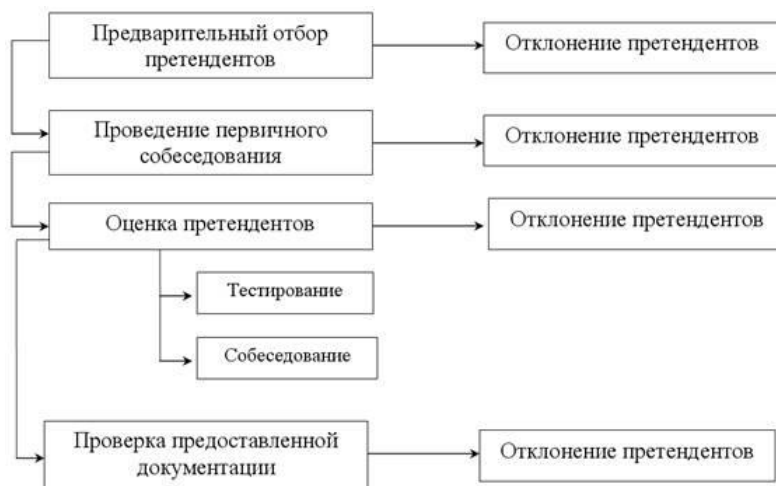 Предварительный отбор
претендентов
Отклонение претендентов
Проведение первичного
собеседования
Отклонение претендентов
Оценка претендентов
Отклонение претендентов
Тестирование
Собеседование
Проверка предоставленной
документации
Отклонение претендентов